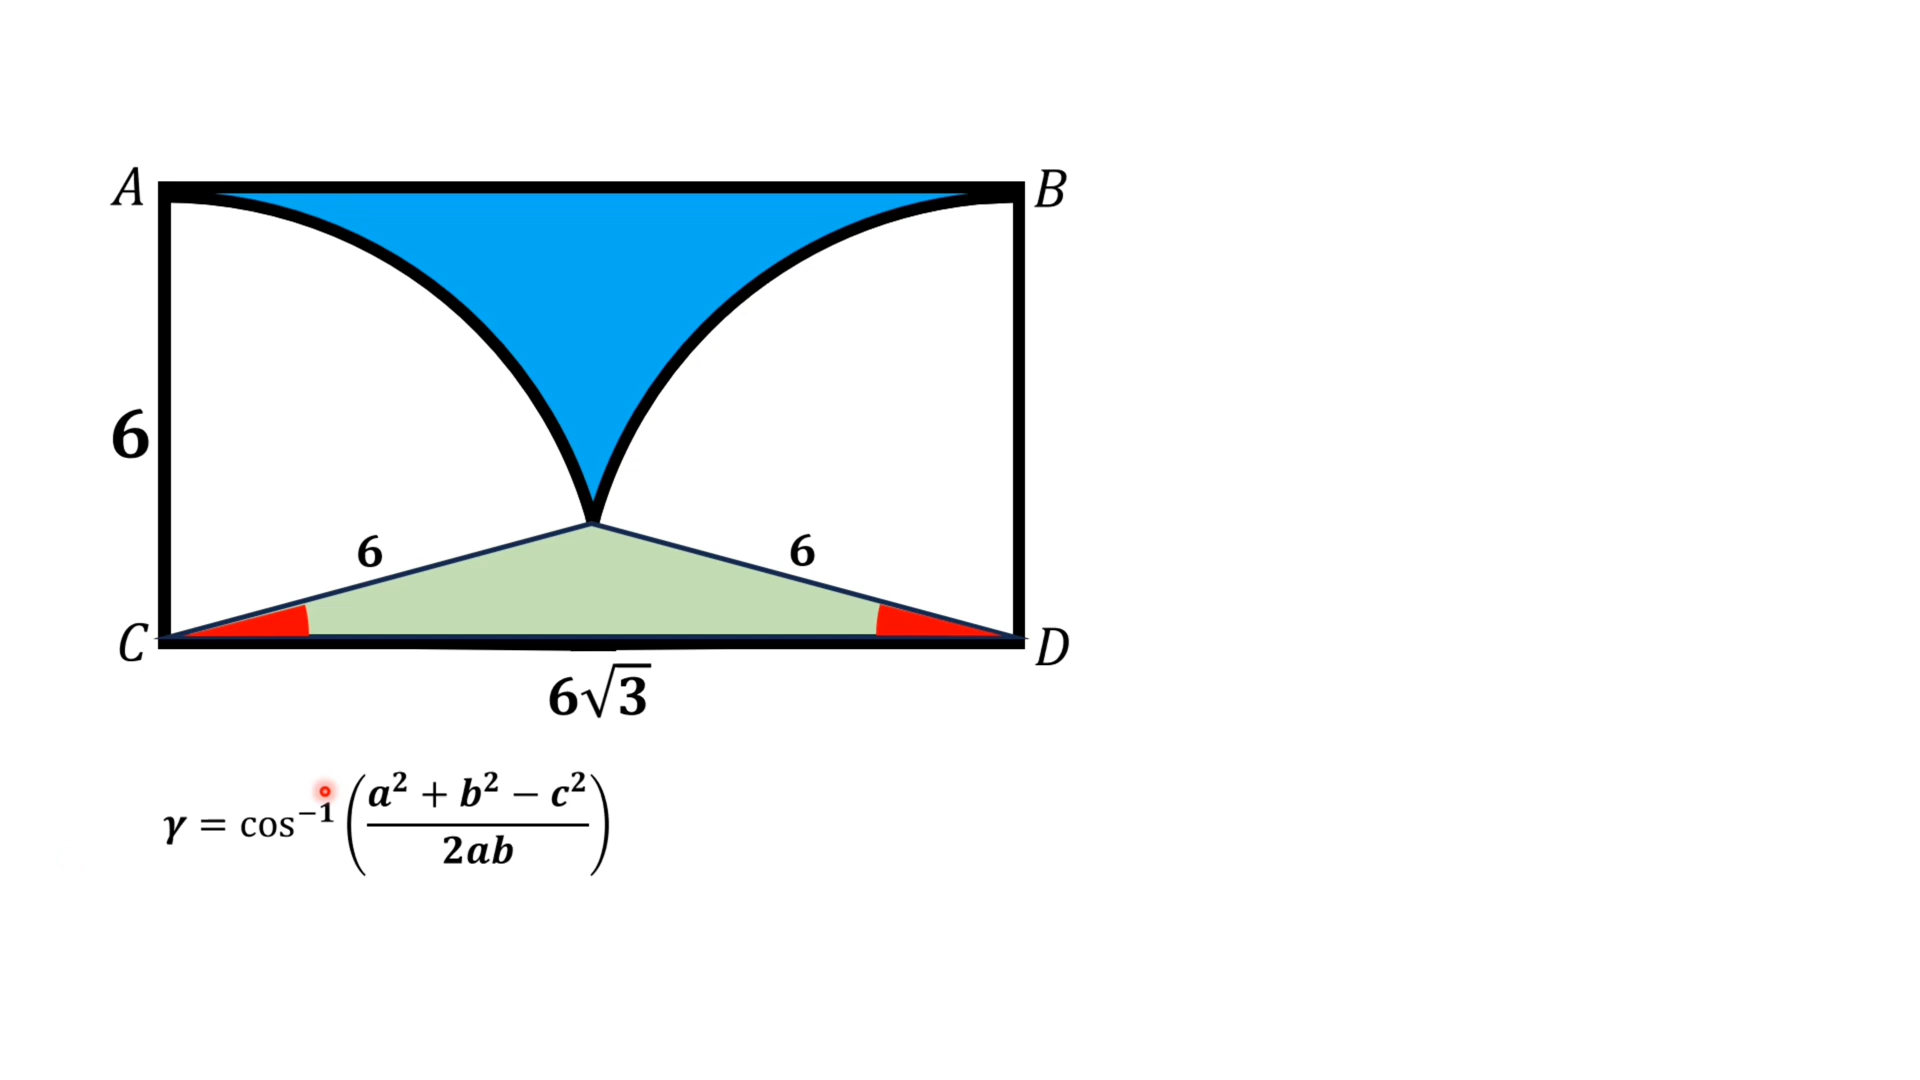 A B
6
6 6
C D
6√3
γ = cos⁻¹ ( (a² + b² − c²) / 2ab )